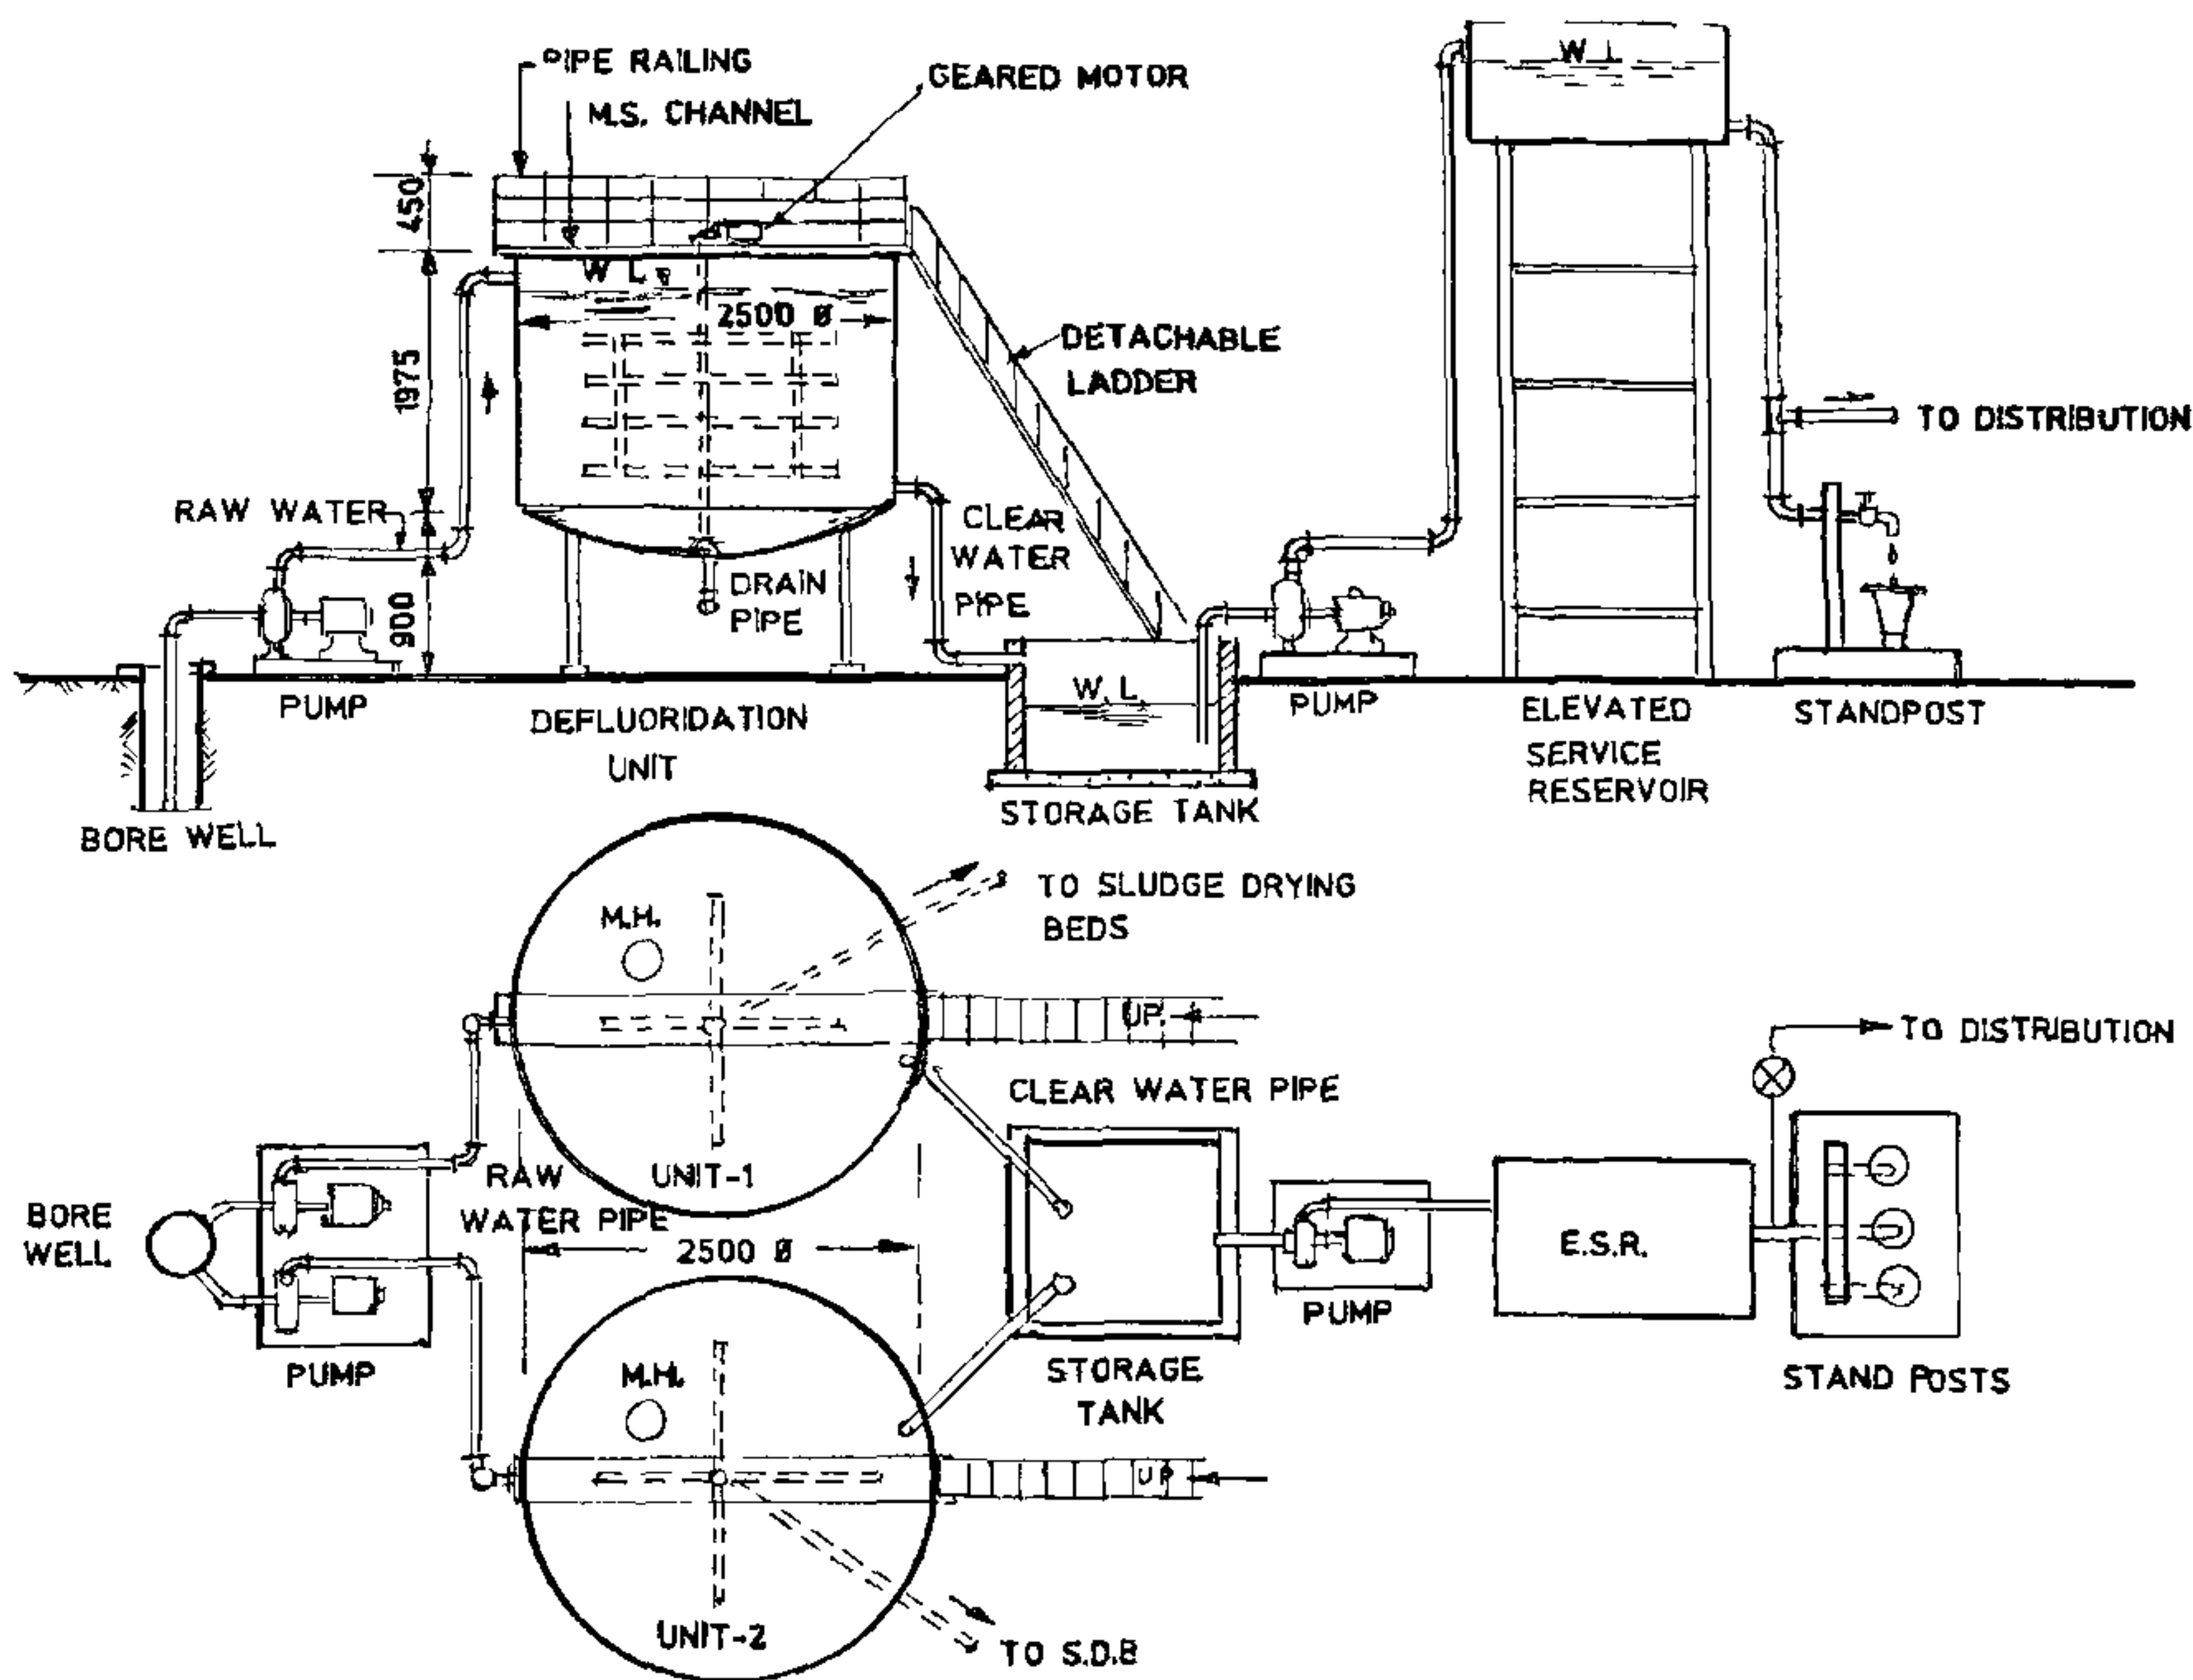 PIPE RAILING
M.S. CHANNEL
GEARED MOTOR
W.L.
450
W L
2500 Ø
1975
DETACHABLE
LADDER
TO DISTRIBUTION
RAW WATER
CLEAR
WATER
PIPE
DRAIN
PIPE
900
PUMP
DEFLUORIDATION
UNIT
W. L.
PUMP
ELEVATED
SERVICE
RESERVOIR
STANDPOST
STORAGE TANK
BORE WELL
TO SLUDGE DRYING
BEDS
M.H.
UP.
TO DISTRIBUTION
CLEAR WATER PIPE
UNIT-1
RAW
WATER PIPE
BORE
WELL
2500 Ø
E.S.R.
PUMP
PUMP
M.H.
STORAGE
TANK
STAND POSTS
UP
UNIT-2
TO S.D.B